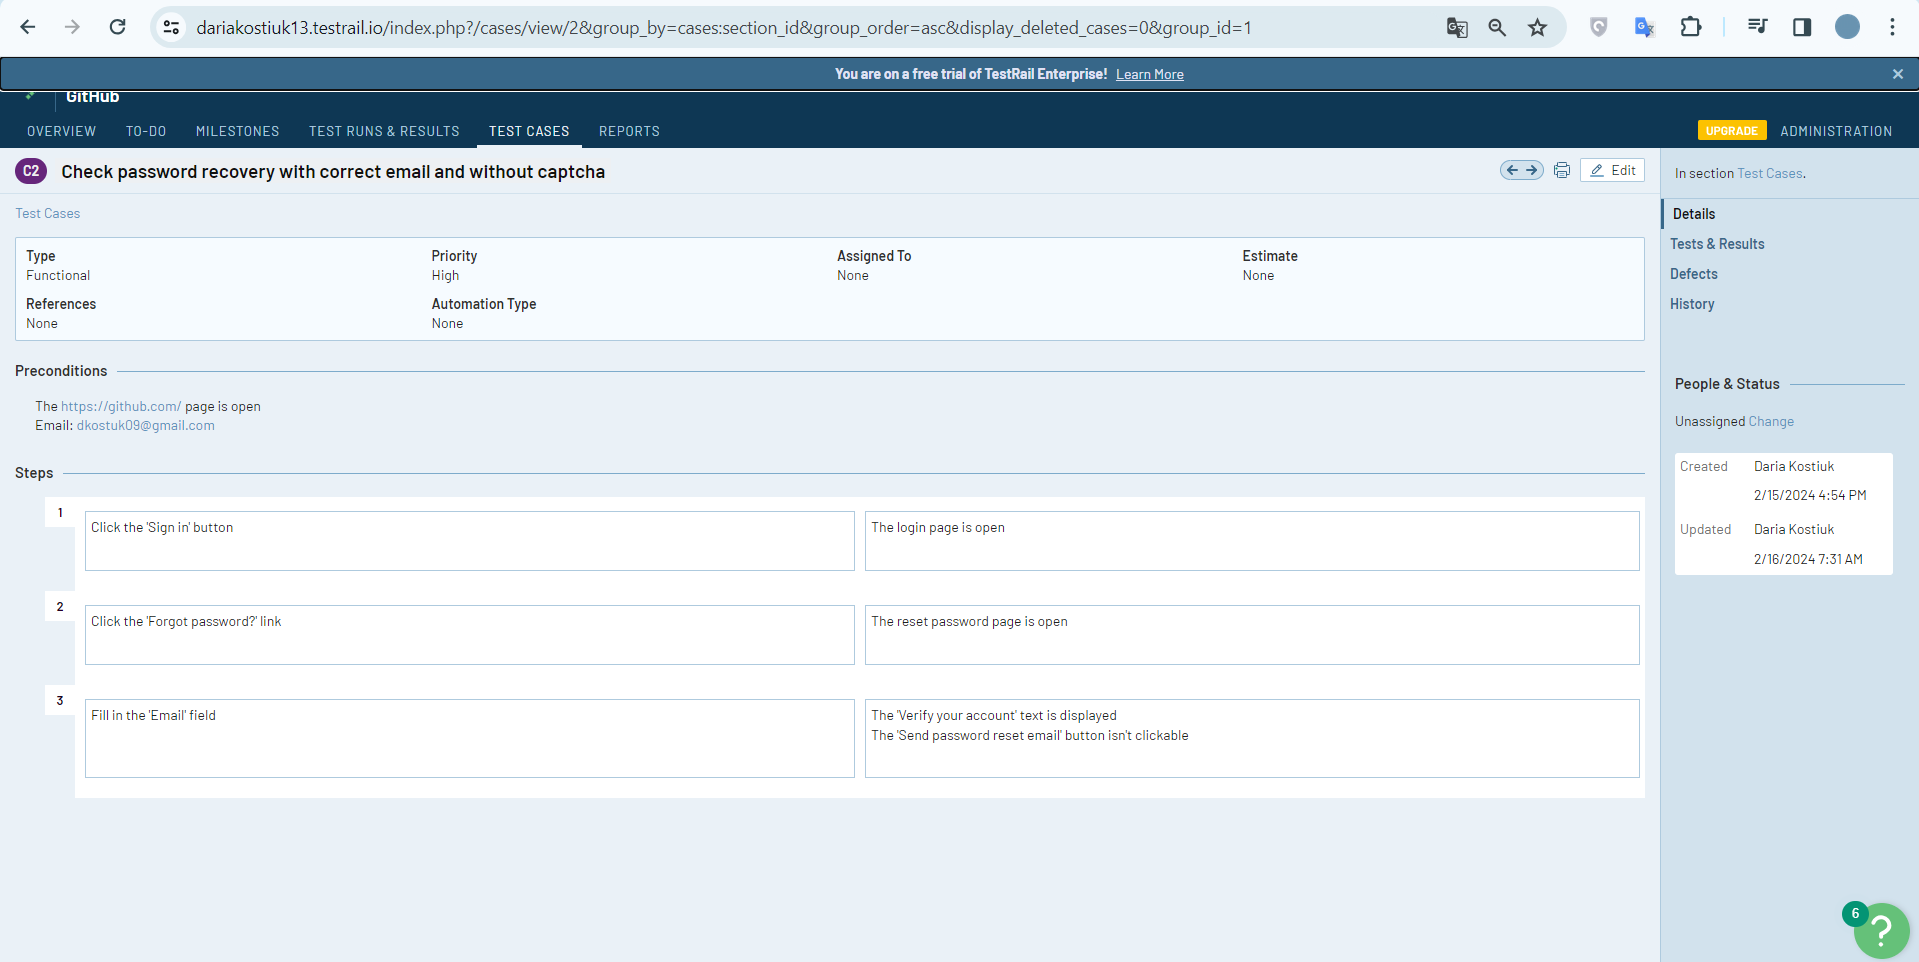 dariakostiuk13.testrail.io/index.php?/cases/view/2&group_by=cases:section_id&group_order=asc&display_deleted_cases=0&group_id=1
You are on a free trial of TestRail Enterprise! Learn More
GitHub
OVERVIEW TO-DO MILESTONES TEST RUNS & RESULTS TEST CASES REPORTS UPGRADE ADMINISTRATION
C2 Check password recovery with correct email and without captcha
Edit
Test Cases
Type Priority Assigned To Estimate
Functional High None None
References Automation Type
None None
Preconditions
The https://github.com/ page is open
Email: dkostuk09@gmail.com
Steps
1
Click the 'Sign in' button
The login page is open
2
Click the 'Forgot password?' link
The reset password page is open
3
Fill in the 'Email' field
The 'Verify your account' text is displayed
The 'Send password reset email' button isn't clickable
In section Test Cases.
Details
Tests & Results
Defects
History
People & Status
Unassigned Change
Created Daria Kostiuk
2/15/2024 4:54 PM
Updated Daria Kostiuk
2/16/2024 7:31 AM
6
?